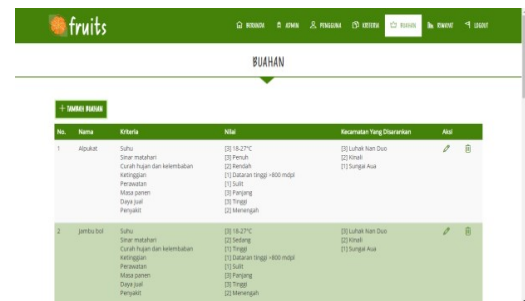 fruits
BERANDA ADMIN PENGGUNA KRITERIA BUAHAN RIWAYAT LOGOUT
BUAHAN
+ TAMBAH BUAHAN
No. Nama Kriteria Nilai Kecamatan Yang Disarankan Aksi
1 Alpukat Suhu [3] 18-27°C [3] Luhak Nan Duo
Sinar matahari [3] Penuh [2] Kinali
Curah hujan dan kelembaban [2] Rendah [1] Sungai Aua
Ketinggian [1] Dataran tinggi >800 mdpl
Perawatan [1] Sulit
Masa panen [3] Panjang
Daya jual [3] Tinggi
Penyakit [2] Menengah
2 Jambu bol Suhu [3] 18-27°C [3] Luhak Nan Duo
Sinar matahari [2] Sedang [2] Kinali
Curah hujan dan kelembaban [1] Tinggi [1] Sungai Aua
Ketinggian [1] Dataran tinggi >800 mdpl
Perawatan [1] Sulit
Masa panen [3] Panjang
Daya jual [3] Tinggi
Penyakit [2] Menengah